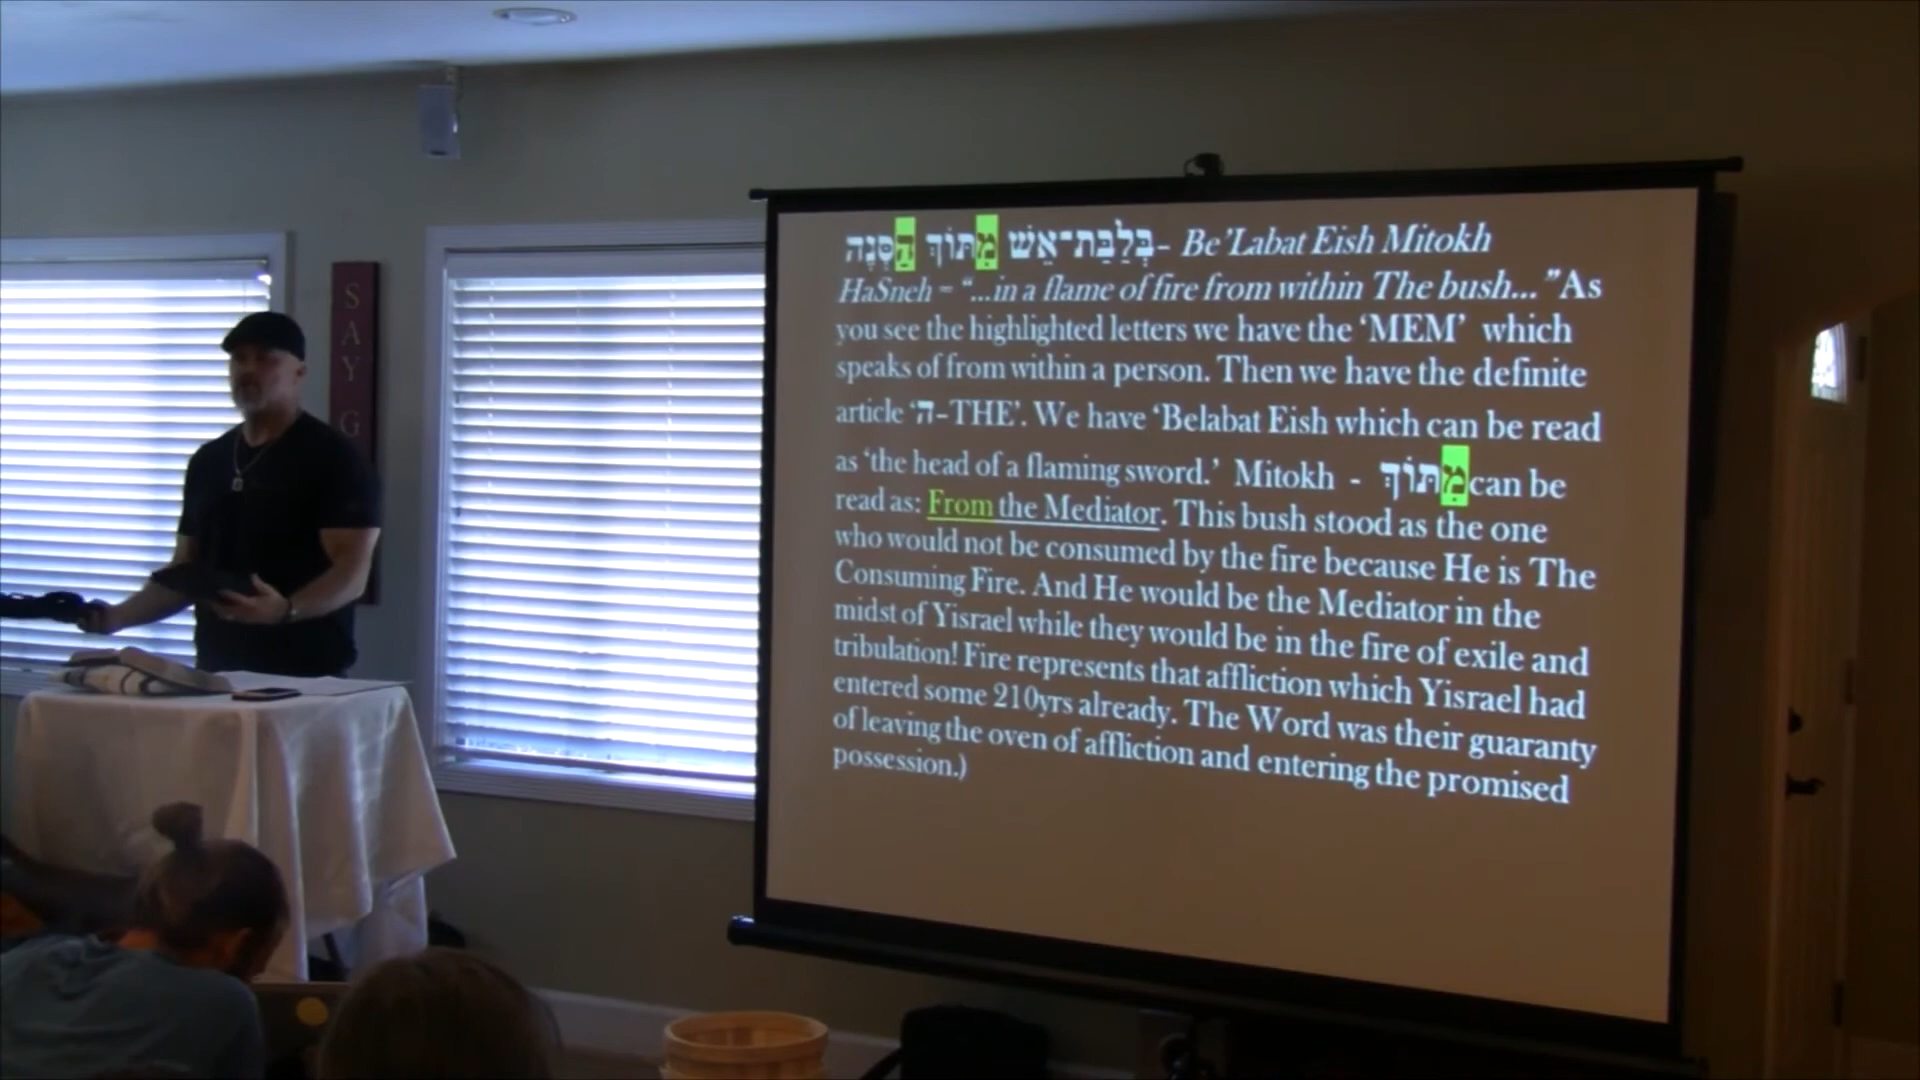 S
A
Y
G
בְּלַבַּת־אֵשׁ מִתּוֹךְ הַסְּנֶה – Be'Labat Eish Mitokh
HaSneh = “...in a flame of fire from within The bush...” As
you see the highlighted letters we have the ‘MEM’ which
speaks of from within a person. Then we have the definite
article ‘ה-THE’. We have ‘Belabat Eish which can be read
as ‘the head of a flaming sword.’ Mitokh - מִתּוֹךְ can be
read as: From the Mediator. This bush stood as the one
who would not be consumed by the fire because He is The
Consuming Fire. And He would be the Mediator in the
midst of Yisrael while they would be in the fire of exile and
tribulation! Fire represents that affliction which Yisrael had
entered some 210yrs already. The Word was their guaranty
of leaving the oven of affliction and entering the promised
possession.)